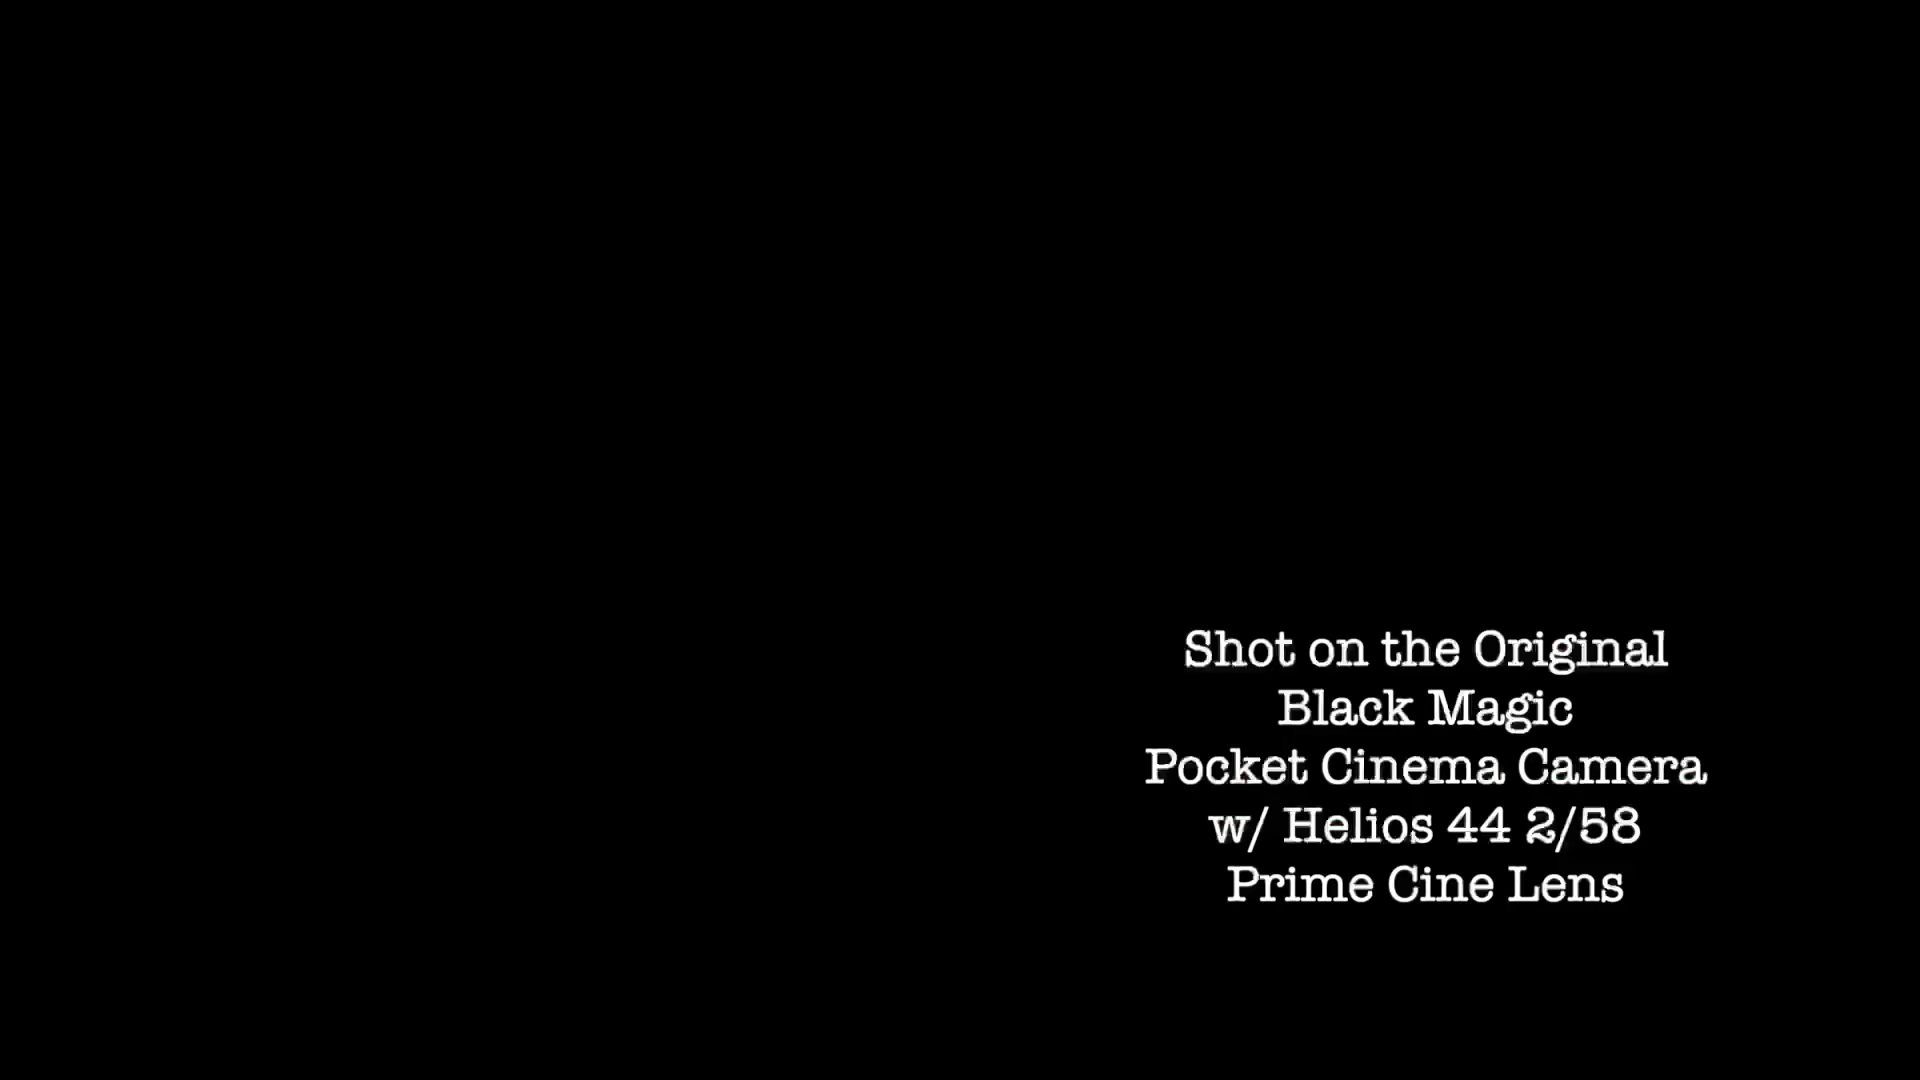 Shot on the Original
Black Magic
Pocket Cinema Camera
w/ Helios 44 2/58
Prime Cine Lens